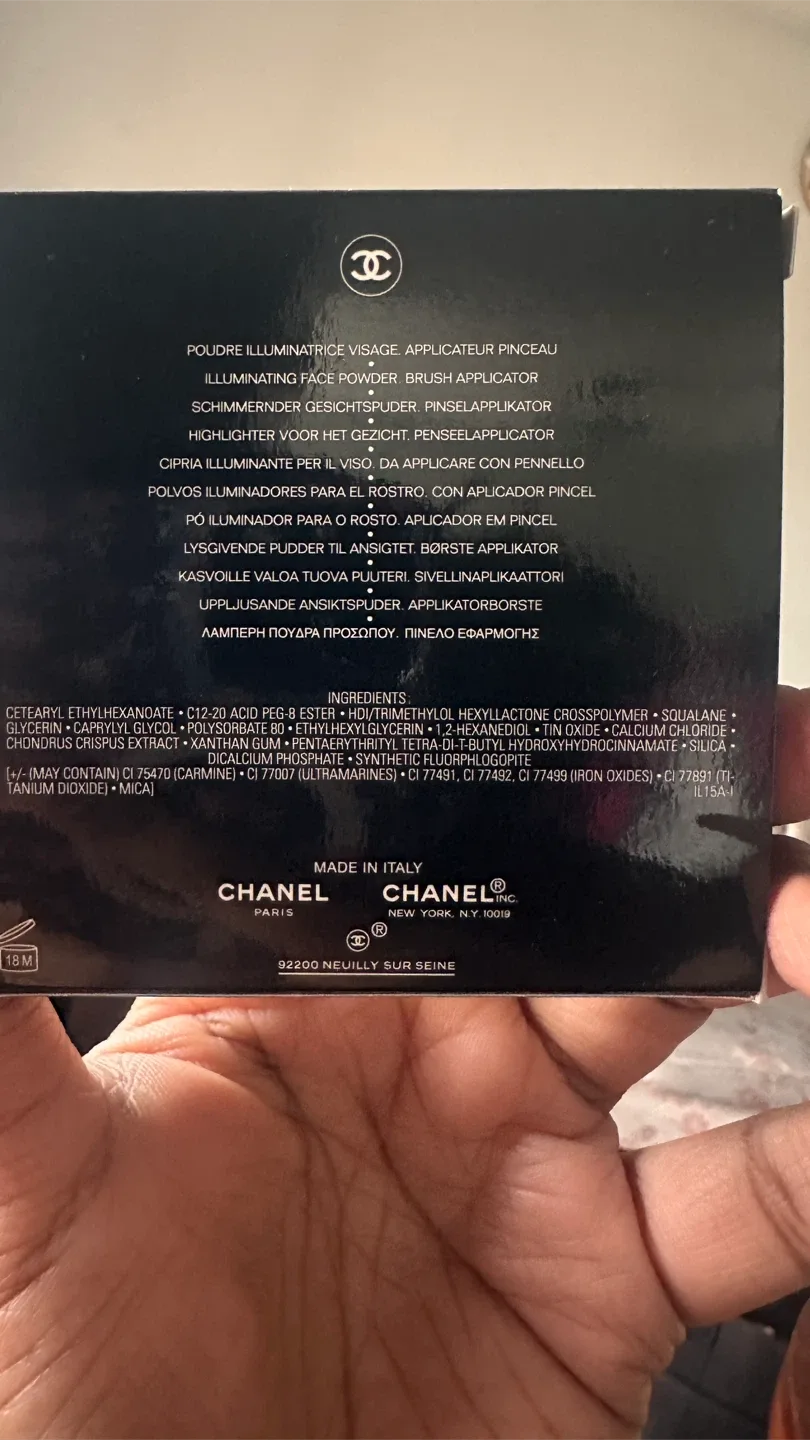 POUDRE ILLUMINATRICE VISAGE. APPLICATEUR PINCEAU
ILLUMINATING FACE POWDER. BRUSH APPLICATOR
SCHIMMERNDER GESICHTSPUDER. PINSELAPPLIKATOR
HIGHLIGHTER VOOR HET GEZICHT. PENSEELAPPLICATOR
CIPRIA ILLUMINANTE PER IL VISO. DA APPLICARE CON PENNELLO
POLVOS ILUMINADORES PARA EL ROSTRO. CON APLICADOR PINCEL
PÓ ILUMINADOR PARA O ROSTO. APLICADOR EM PINCEL
LYSGIVENDE PUDDER TIL ANSIGTET. BØRSTE APPLIKATOR
KASVOILLE VALOA TUOVA PUUTERI. SIVELLINAPLIKAATTORI
UPPLJUSANDE ANSIKTSPUDER. APPLIKATORBORSTE
ΛΑΜΠΕΡΗ ΠΟΥΔΡΑ ΠΡΟΣΩΠΟΥ. ΠΙΝΕΛΟ ΕΦΑΡΜΟΓΗΣ
INGREDIENTS:
CETEARYL ETHYLHEXANOATE • C12-20 ACID PEG-8 ESTER • HDI/TRIMETHYLOL HEXYLLACTONE CROSSPOLYMER • SQUALANE •
GLYCERIN • CAPRYLYL GLYCOL • POLYSORBATE 80 • ETHYLHEXYLGLYCERIN • 1,2-HEXANEDIOL • TIN OXIDE • CALCIUM CHLORIDE •
CHONDRUS CRISPUS EXTRACT • XANTHAN GUM • PENTAERYTHRITYL TETRA-DI-T-BUTYL HYDROXYHYDROCINNAMATE • SILICA •
DICALCIUM PHOSPHATE • SYNTHETIC FLUORPHLOGOPITE
[+/- (MAY CONTAIN) CI 75470 (CARMINE) • CI 77007 (ULTRAMARINES) • CI 77491, CI 77492, CI 77499 (IRON OXIDES) • CI 77891 (TI-
TANIUM DIOXIDE) • MICA] IL15A-I
MADE IN ITALY
CHANEL CHANEL® INC.
PARIS NEW YORK, N.Y. 10019
®
18 M
92200 NEUILLY SUR SEINE